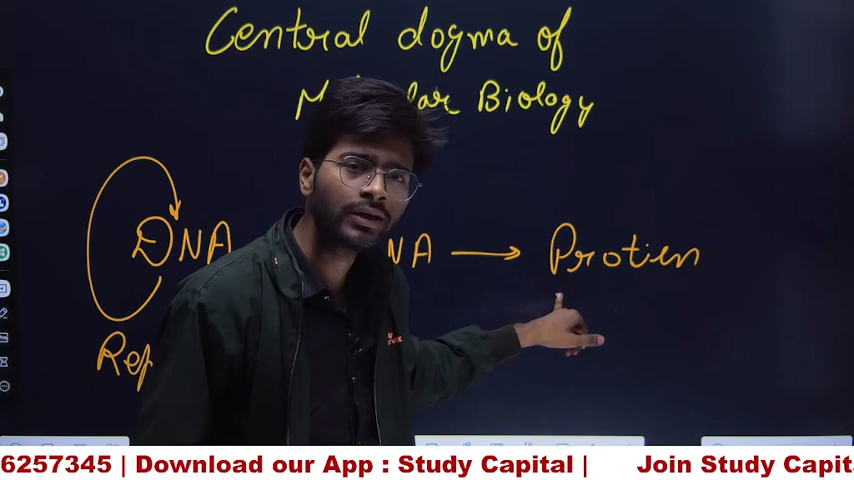 Central dogma of
Biology
DNA NA → Protien
Rep
6257345 | Download our App : Study Capital | Join Study Capit